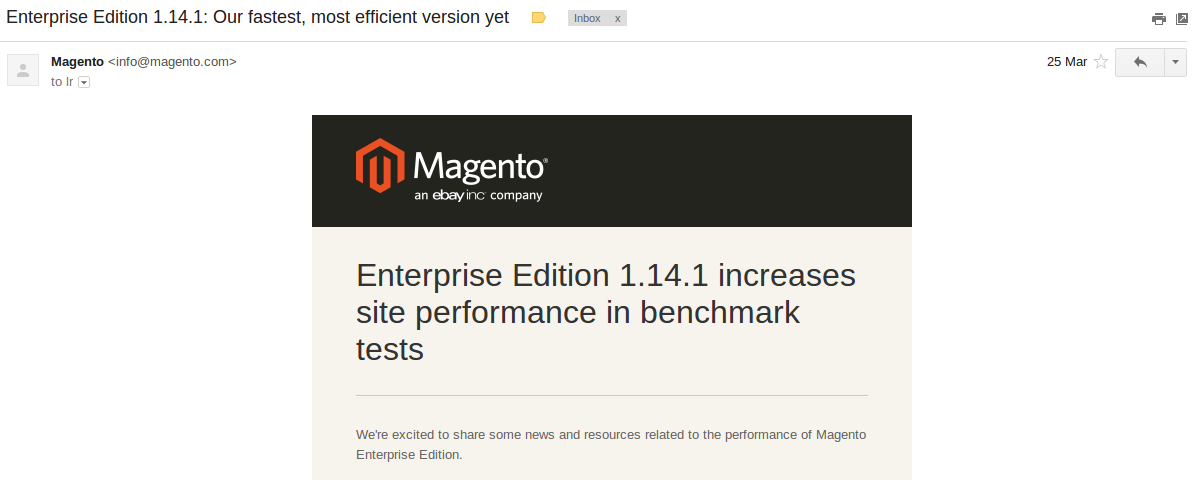 Enterprise Edition 1.14.1: Our fastest, most efficient version yet Inbox x
Magento <info@magento.com> 25 Mar
to lr
Magento®
an ebay inc company
Enterprise Edition 1.14.1 increases
site performance in benchmark
tests
We're excited to share some news and resources related to the performance of Magento
Enterprise Edition.